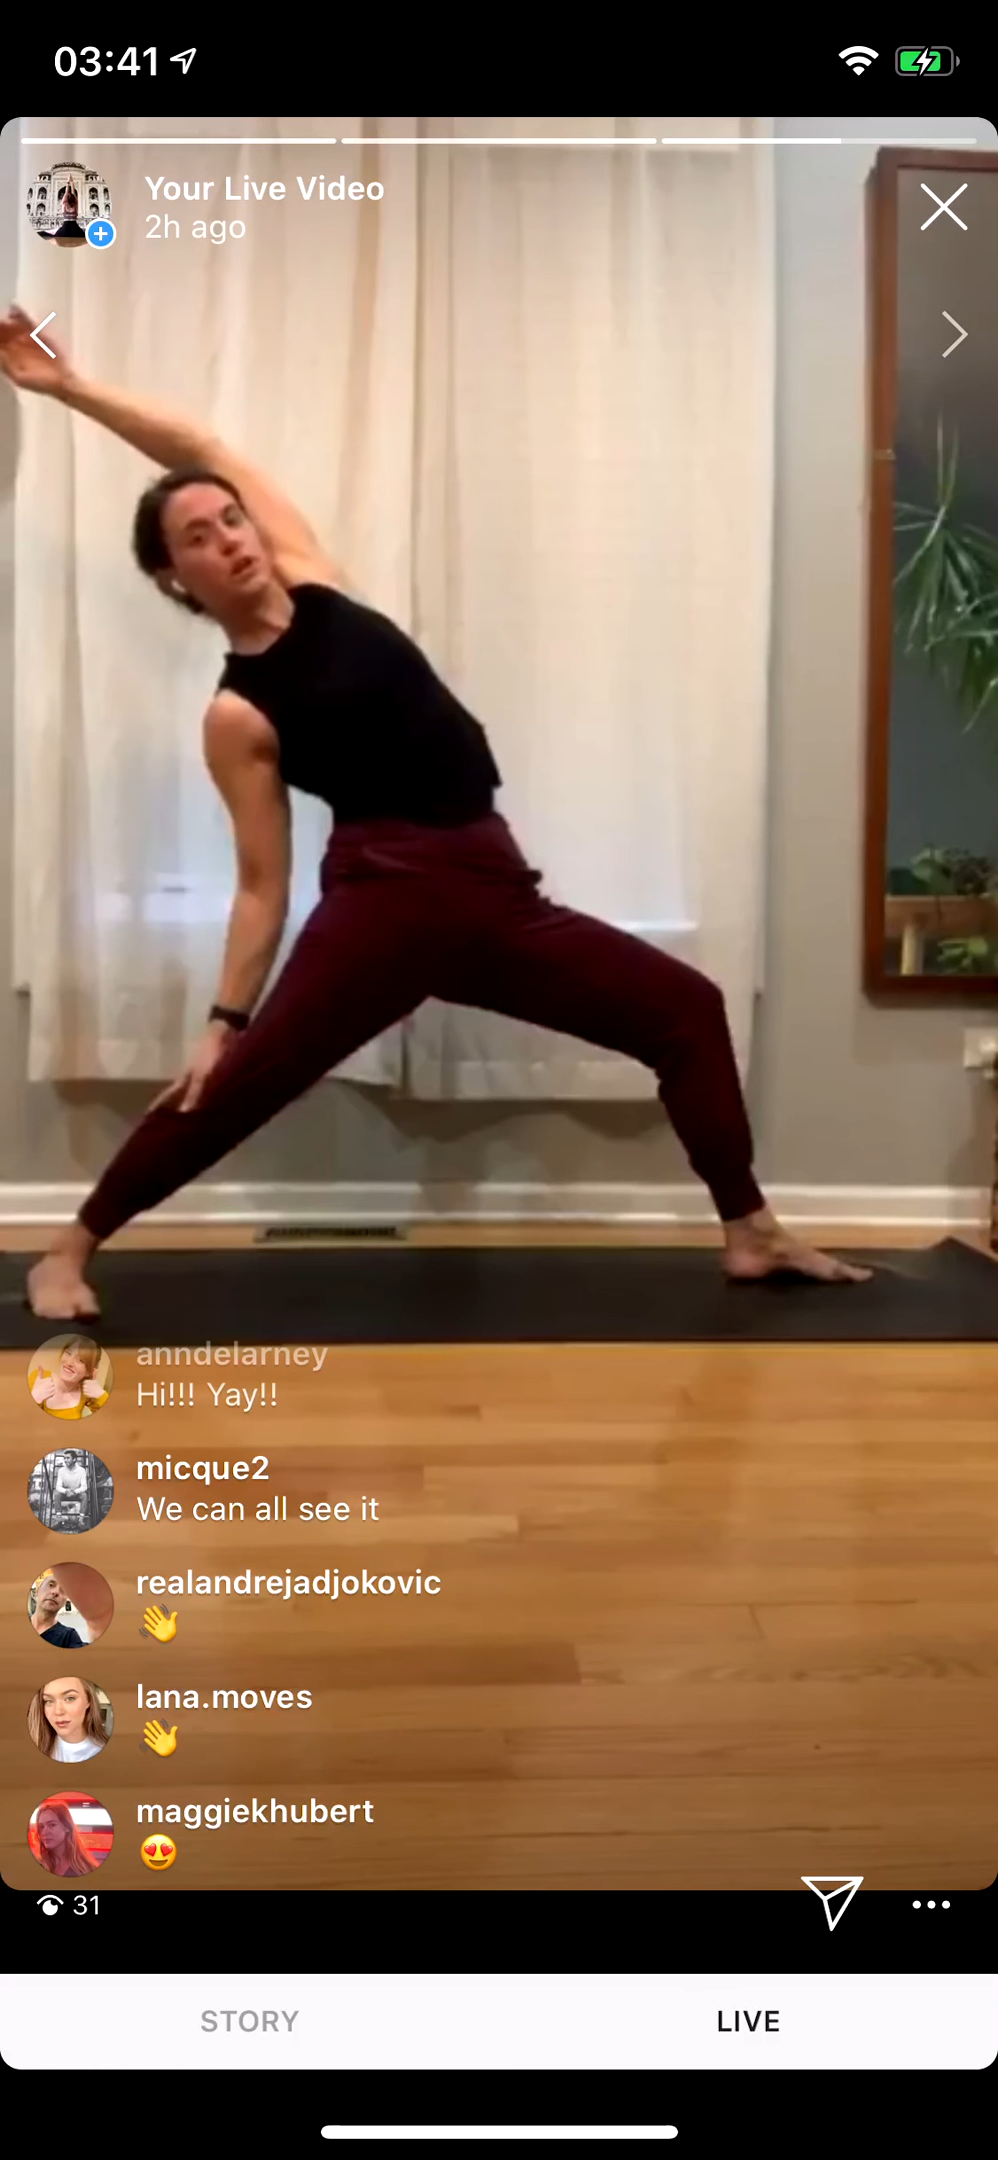 03:41
Your Live Video
2h ago
anndelarney
Hi!!! Yay!!
micque2
We can all see it
realandrejadjokovic
👋
lana.moves
👋
maggiekhubert
😍
31
STORY
LIVE